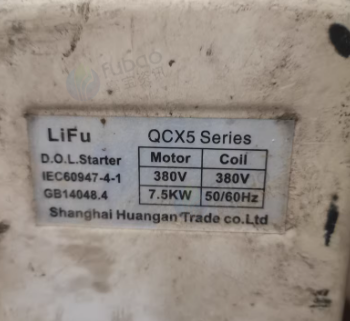 fubao
LiFu QCX5 Series
D.O.L.Starter Motor Coil
IEC60947-4-1 380V 380V
GB14048.4 7.5KW 50/60Hz
Shanghai Huangan Trade co.Ltd